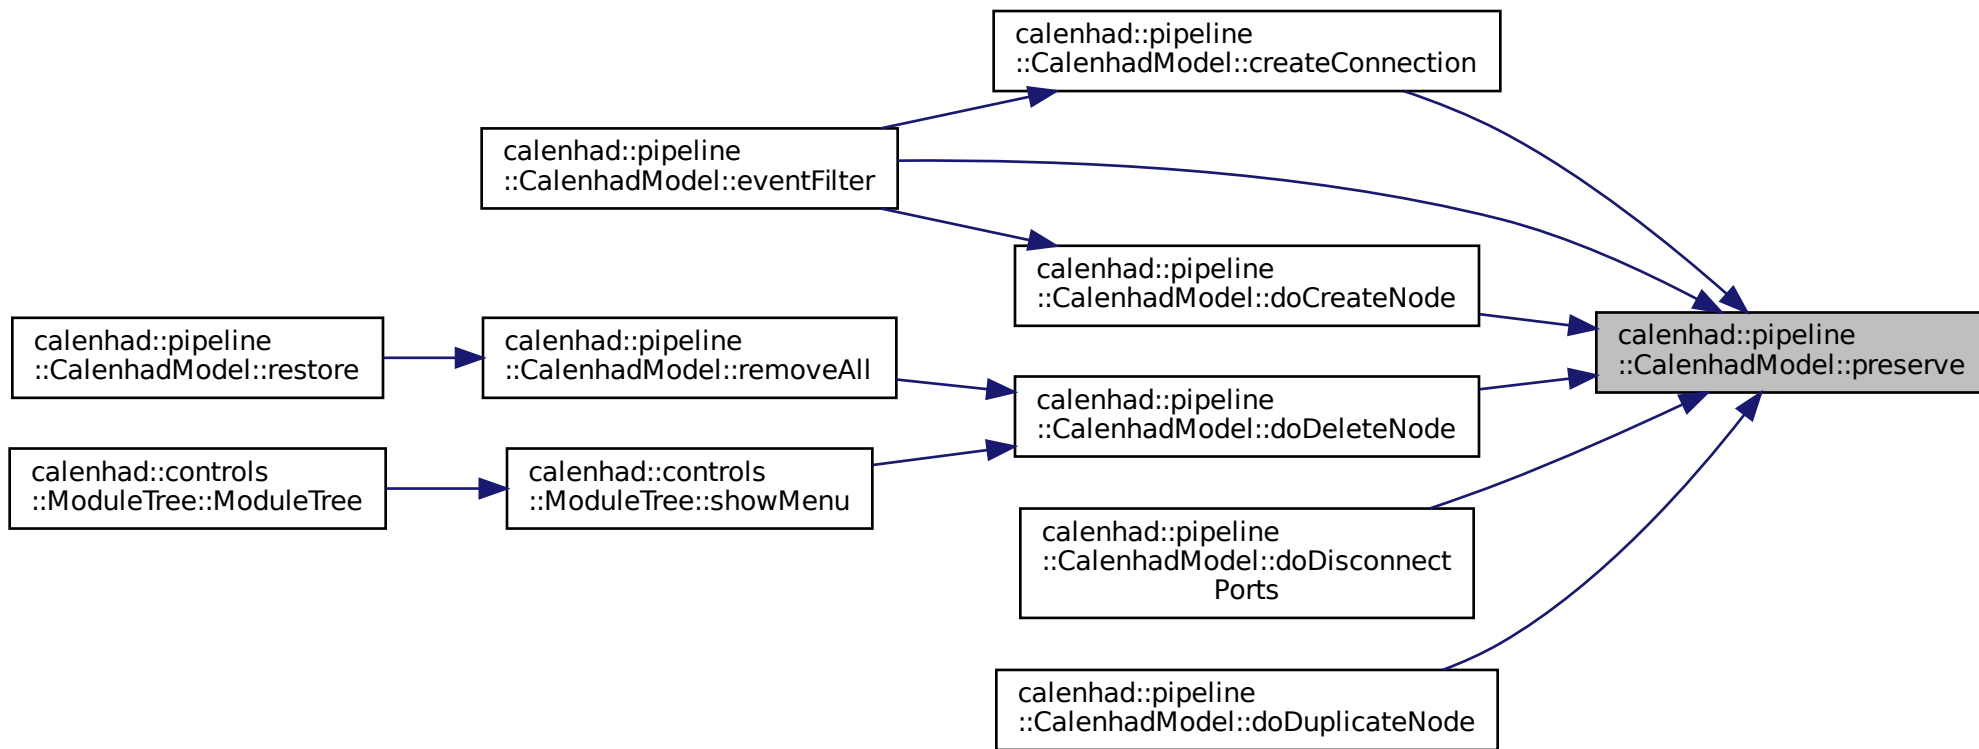 calenhad::pipeline
::CalenhadModel::createConnection
calenhad::pipeline
::CalenhadModel::eventFilter
calenhad::pipeline
::CalenhadModel::doCreateNode
calenhad::pipeline
::CalenhadModel::preserve
calenhad::pipeline
::CalenhadModel::restore
calenhad::pipeline
::CalenhadModel::removeAll
calenhad::pipeline
::CalenhadModel::doDeleteNode
calenhad::controls
::ModuleTree::ModuleTree
calenhad::controls
::ModuleTree::showMenu
calenhad::pipeline
::CalenhadModel::doDisconnect
Ports
calenhad::pipeline
::CalenhadModel::doDuplicateNode